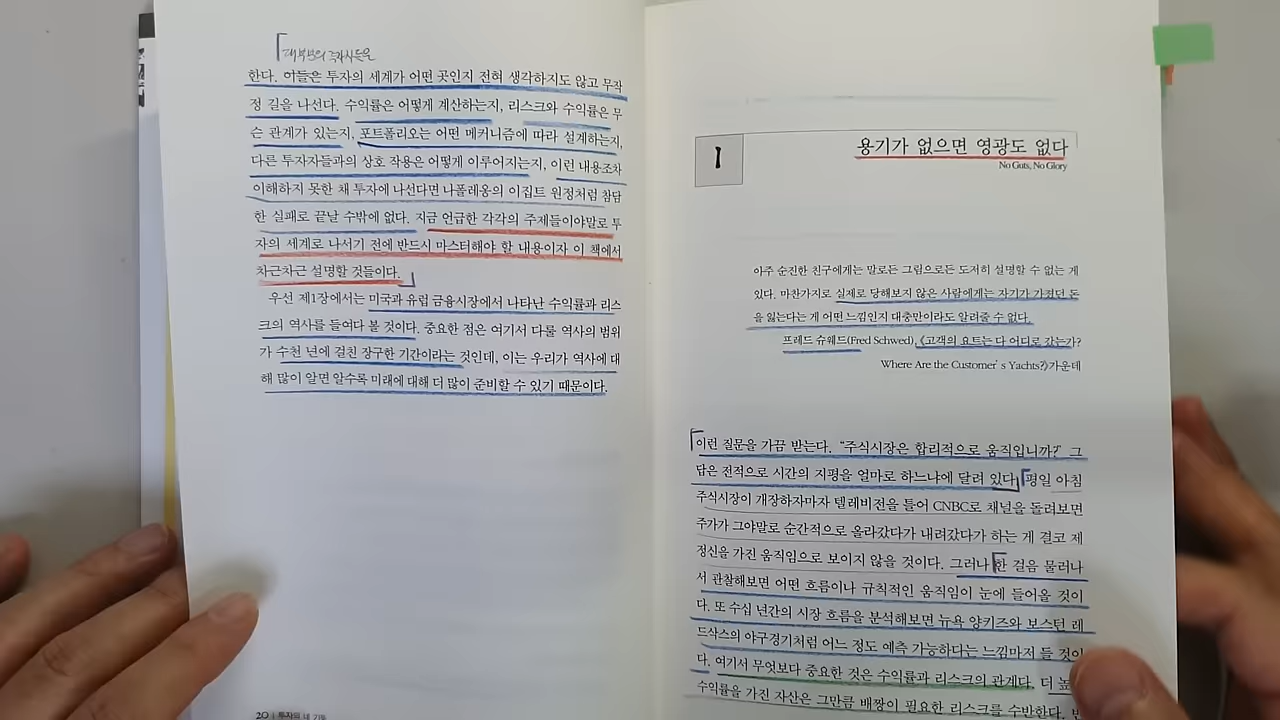 대부분의 투자자들은
한다. 이들은 투자의 세계가 어떤 곳인지 전혀 생각하지도 않고 무작
정 길을 나선다. 수익률은 어떻게 계산하는지, 리스크와 수익률은 무
슨 관계가 있는지, 포트폴리오는 어떤 메커니즘에 따라 설계하는지,
다른 투자자들과의 상호 작용은 어떻게 이루어지는지, 이런 내용조차
이해하지 못한 채 투자에 나선다면 나폴레옹의 이집트 원정처럼 참담
한 실패로 끝날 수밖에 없다. 지금 언급한 각각의 주제들이야말로 투
자의 세계로 나서기 전에 반드시 마스터해야 할 내용이자 이 책에서
차근차근 설명할 것들이다.
우선 제1장에서는 미국과 유럽 금융시장에서 나타난 수익률과 리스
크의 역사를 들여다 볼 것이다. 중요한 점은 여기서 다룰 역사의 범위
가 수천 년에 걸친 장구한 기간이라는 것인데, 이는 우리가 역사에 대
해 많이 알면 알수록 미래에 대해 더 많이 준비할 수 있기 때문이다.
20 | 투자의 네 기둥
1
용기가 없으면 영광도 없다
No Guts, No Glory
아주 순진한 친구에게는 말로든 그림으로든 도저히 설명할 수 없는 게
있다. 마찬가지로 실제로 당해보지 않은 사람에게는 자기가 가졌던 돈
을 잃는다는 게 어떤 느낌인지 대충만이라도 알려줄 수 없다.
프레드 슈웨드(Fred Schwed), 《고객의 요트는 다 어디로 갔는가?
Where Are the Customer's Yachts?》가운데
이런 질문을 가끔 받는다. "주식시장은 합리적으로 움직입니까?" 그
답은 전적으로 시간의 지평을 얼마로 하느냐에 달려 있다. 평일 아침
주식시장이 개장하자마자 텔레비전을 틀어 CNBC로 채널을 돌려보면
주가가 그야말로 순간적으로 올라갔다가 내려갔다가 하는 게 결코 제
정신을 가진 움직임으로 보이지 않을 것이다. 그러나 한 걸음 물러나
서 관찰해보면 어떤 흐름이나 규칙적인 움직임이 눈에 들어올 것이
다. 또 수십 년간의 시장 흐름을 분석해보면 뉴욕 양키즈와 보스턴 레
드삭스의 야구경기처럼 어느 정도 예측 가능하다는 느낌마저 들 것이
다. 여기서 무엇보다 중요한 것은 수익률과 리스크의 관계다. 더 높
수익률을 가진 자산은 그만큼 배짱이 필요한 리스크를 수반한다.